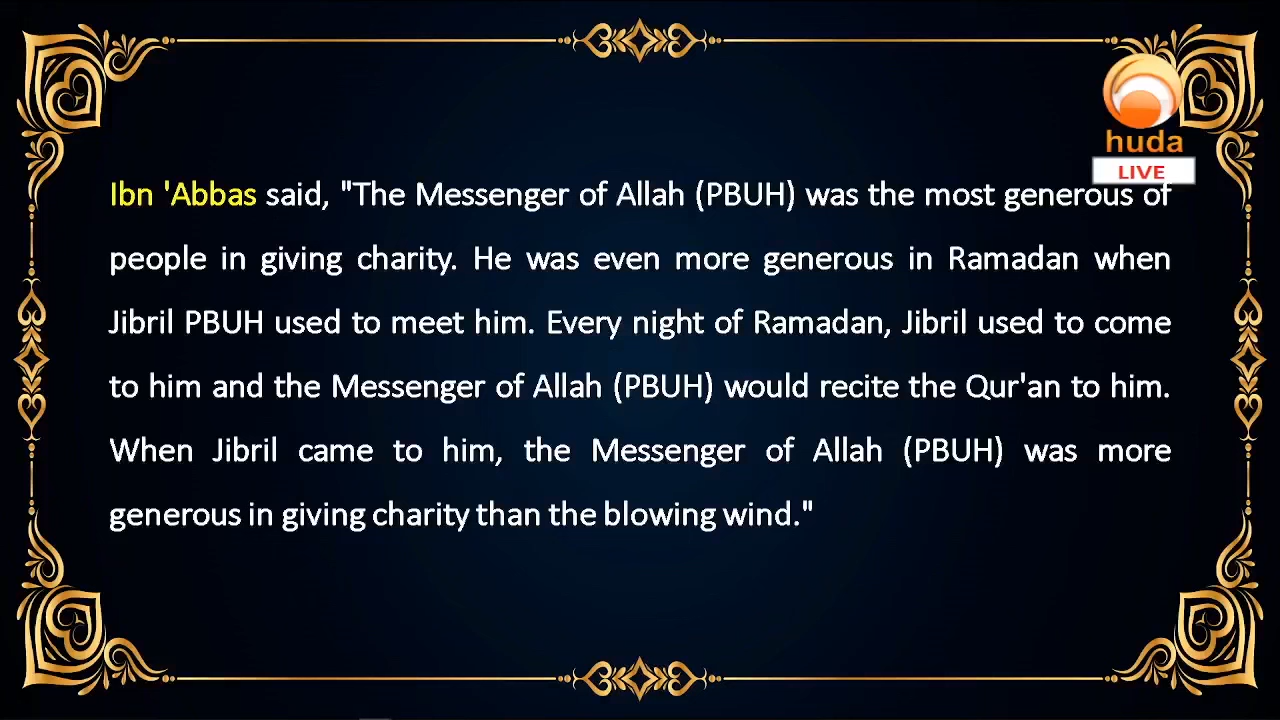 huda
LIVE
Ibn 'Abbas said, "The Messenger of Allah (PBUH) was the most generous of
people in giving charity. He was even more generous in Ramadan when
Jibril PBUH used to meet him. Every night of Ramadan, Jibril used to come
to him and the Messenger of Allah (PBUH) would recite the Qur'an to him.
When Jibril came to him, the Messenger of Allah (PBUH) was more
generous in giving charity than the blowing wind."